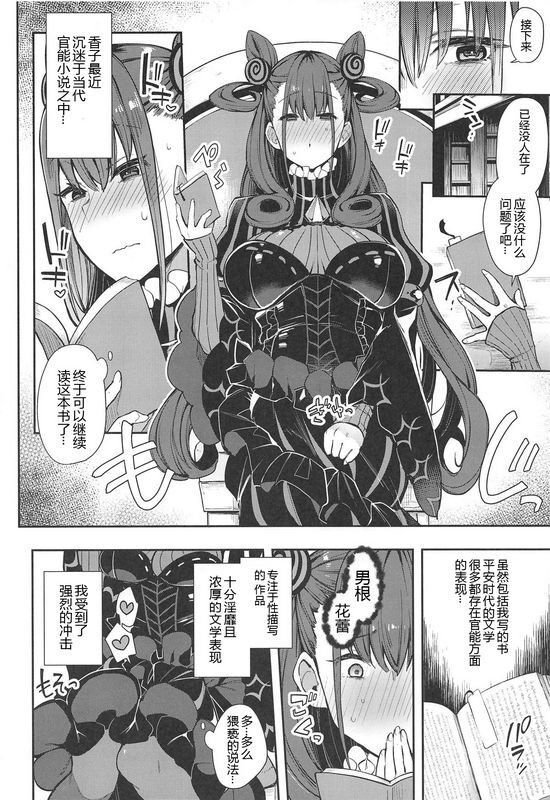 接下来
已经没人在了
应该没什么
问题了吧…
香子最近
沉迷于当代
官能小说之中…
终于可以继续
读这本书了…
虽然包括我写的书
平安时代的文学
很多都存在官能方面
的表现…
男根
花蕾
专注于性描写
的作品
十分淫靡且
浓厚的文学表现
多…多么
猥亵的说法…
我受到了
强烈的冲击